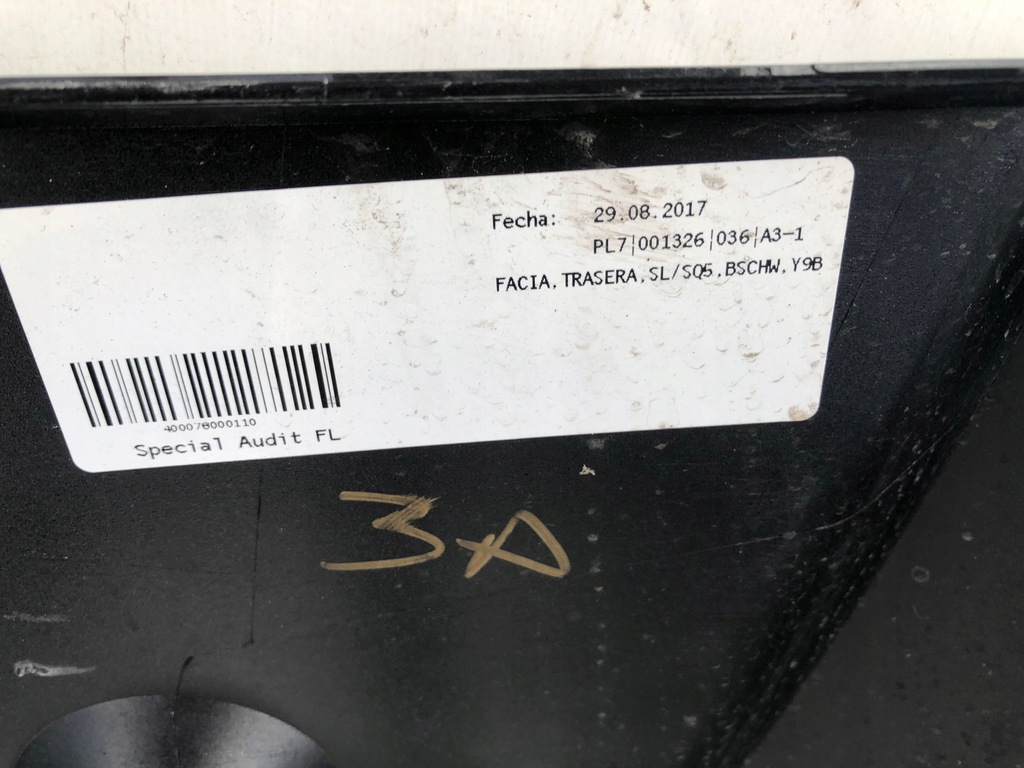 Fecha: 29.08.2017
PL7|001326|036|A3-1
FACIA,TRASERA,SL/SQ5,BSCHW,Y9B
400078000110
Special Audit FL
3A